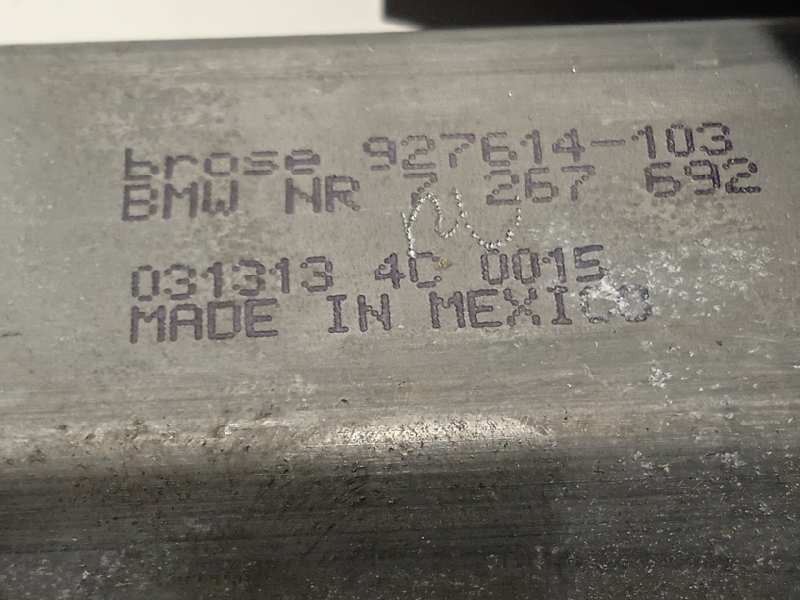 brose 927614-103
BMW NR 7 267 692
031313 4C 0015
MADE IN MEXICO